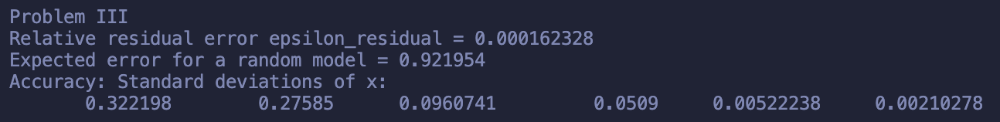 Problem III
Relative residual error epsilon_residual = 0.000162328
Expected error for a random model = 0.921954
Accuracy: Standard deviations of x:
0.322198 0.27585 0.0960741 0.0509 0.00522238 0.00210278